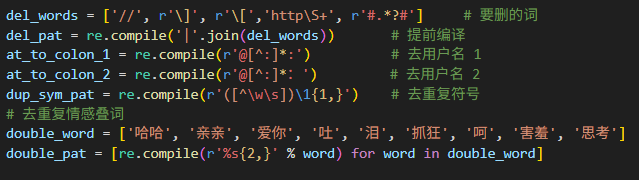 del_words = ['//', r'\]', r'\[','http\S+', r'#.*?#']    # 要删的词
del_pat = re.compile('|'.join(del_words))      # 提前编译
at_to_colon_1 = re.compile(r'@[^:]*:')         # 去用户名 1
at_to_colon_2 = re.compile(r'@[^:]*: ')        # 去用户名 2
dup_sym_pat = re.compile(r'([^\w\s])\1{1,}')   # 去重复符号
# 去重复情感叠词
double_word = ['哈哈', '亲亲', '爱你', '吐', '泪', '抓狂', '呵', '害羞', '思考']
double_pat = [re.compile(r'%s{2,}' % word) for word in double_word]